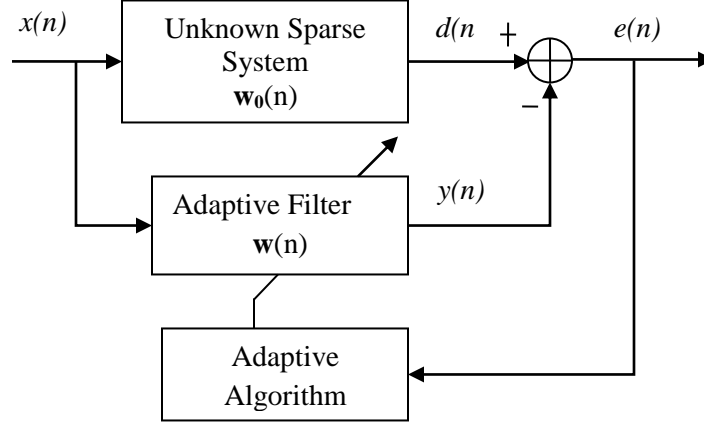 x(n)
Unknown Sparse
System
w₀(n)
d(n
+
e(n)
−
Adaptive Filter
w(n)
y(n)
Adaptive
Algorithm